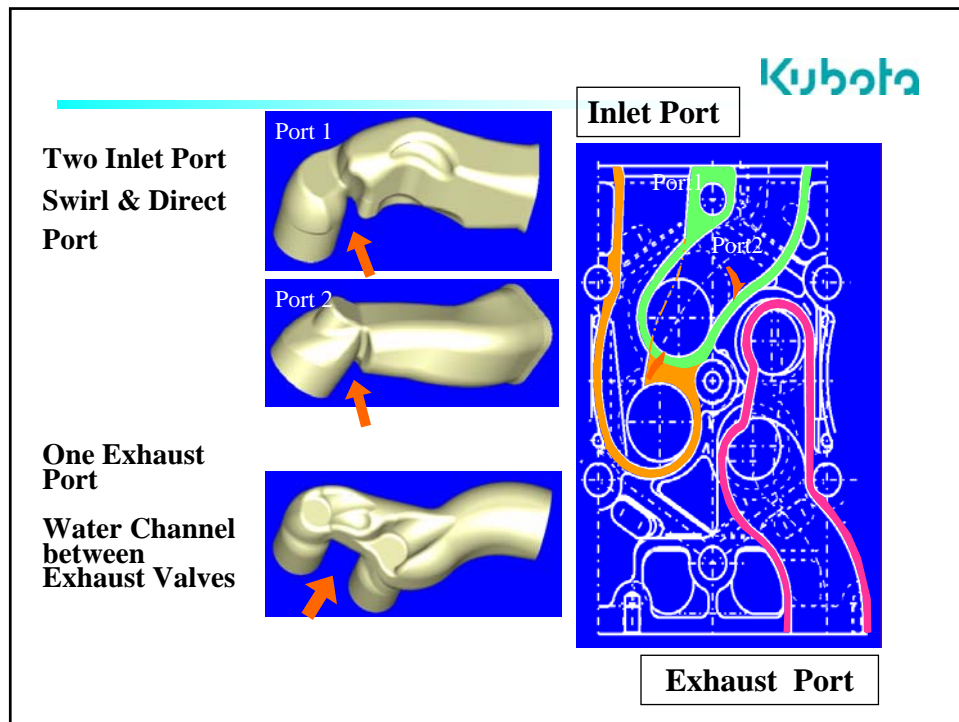 Kubota
Inlet Port
Two Inlet Port
Swirl & Direct
Port
Port 1
Port 2
One Exhaust
Port
Water Channel
between
Exhaust Valves
Port1
Port2
Exhaust Port